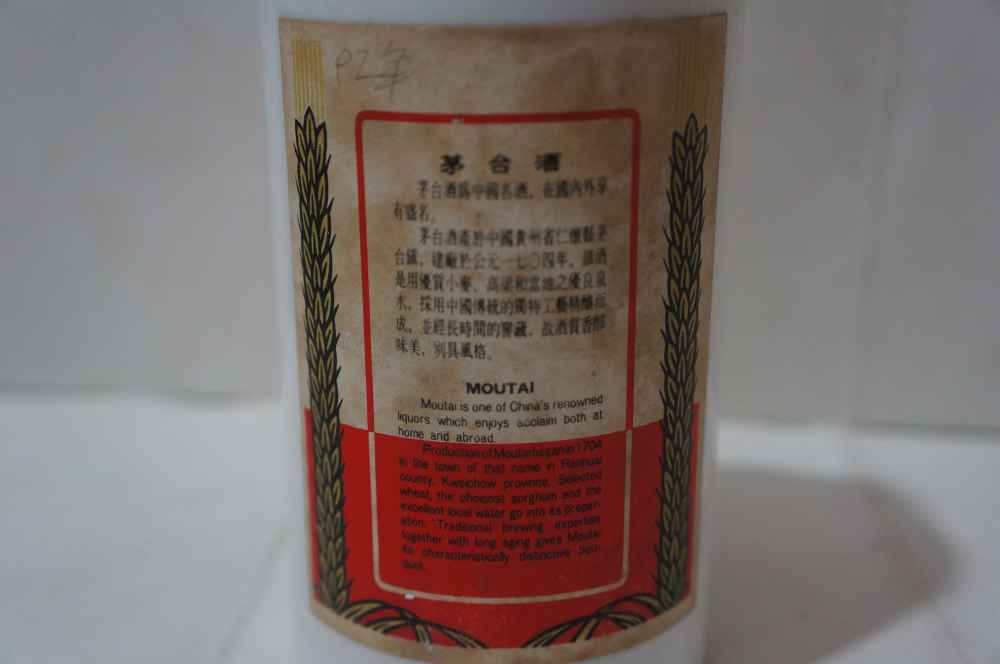 92年
茅台酒
茅台酒為中國名酒，在國內外享
有盛名。
茅台酒產於中國貴州省仁懷縣茅
台鎮，建廠於公元一七〇四年。該酒
是用優質小麥、高粱和當地之優良泉
水，採用中國傳統的獨特工藝精釀而
成，並經長時間的窖藏，故酒質香醇
味美，別具風格。
MOUTAI
Moutai is one of China's renowned
liquors which enjoys acclaim both at
home and abroad.
Production of Moutai began in 1704
in the town of that name in Renhuai
county, Kweichow province. Selected
wheat, the choicest sorghum and the
excellent local water go into its prepar-
ation. Traditional brewing expertise
together with long aging gives Moutai
its characteristically distinctive bou-
quet.